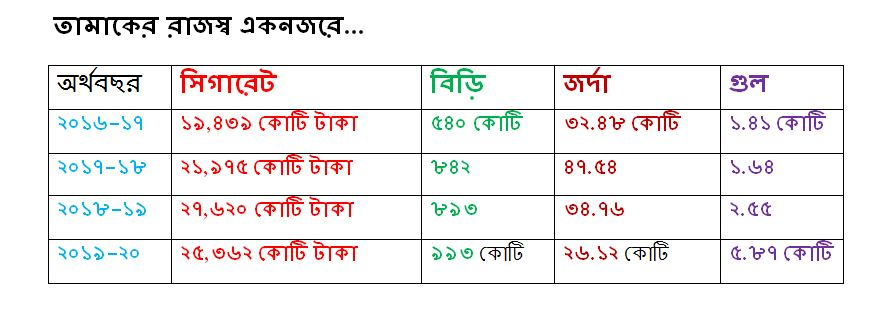 তামাকের রাজস্ব একনজরে...
অর্থবছর সিগারেট বিড়ি জর্দা গুল
২০১৬-১৭ ১৯,৪৩৯ কোটি টাকা ৫৪০ কোটি ৩২.৪৮ কোটি ১.৪১ কোটি
২০১৭-১৮ ২১,৯৭৫ কোটি টাকা ৮৪২ ৪৭.৫৪ ১.৬৪
২০১৮-১৯ ২৭,৬২০ কোটি টাকা ৮৯৩ ৩৪.৭৬ ২.৫৫
২০১৯-২০ ২৫,৩৬২ কোটি টাকা ৯৯৩ কোটি ২৬.১২ কোটি ৫.৮৭ কোটি